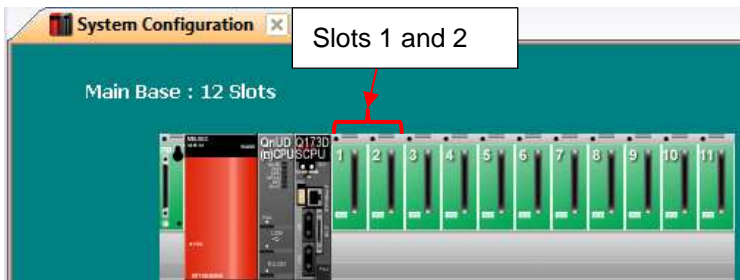 System Configuration
Slots 1 and 2
Main Base : 12 Slots
QnUD Q173D
(P)CPU SCPU
1 2 3 4 5 6 7 8 9 10 11